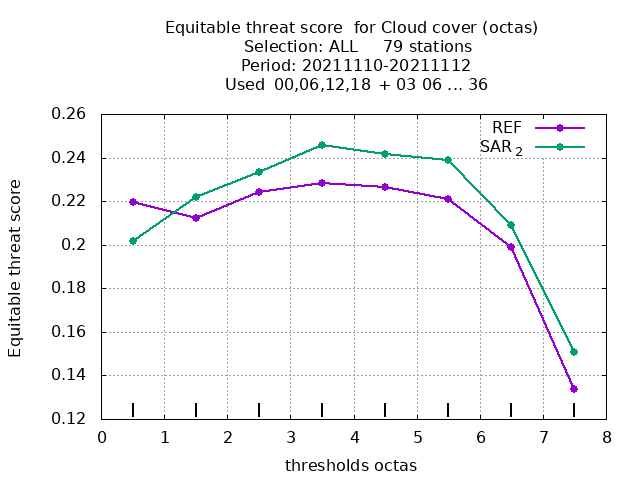 Equitable threat score  for Cloud cover (octas)
Selection: ALL     79 stations
Period: 20211110-20211112
Used  00,06,12,18  + 03 06 ... 36
REF
SAR 2
Equitable threat score
0.26
0.24
0.22
0.2
0.18
0.16
0.14
0.12
0 1 2 3 4 5 6 7 8
thresholds octas